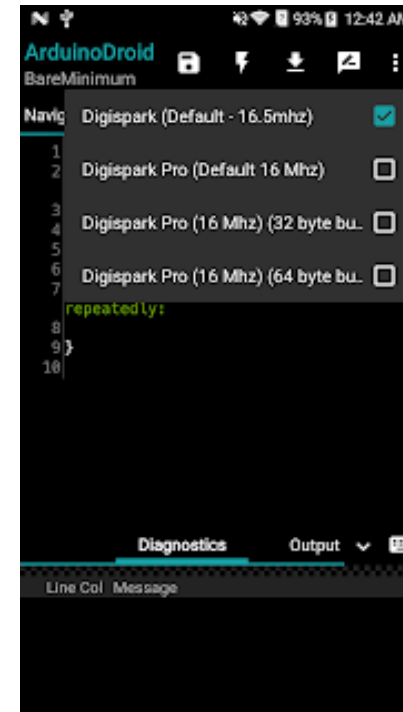 93% 12:42 AM
ArduinoDroid
BareMinimum
Navig
Digispark (Default - 16.5mhz)
1
2
Digispark Pro (Default 16 Mhz)
3
4
Digispark Pro (16 Mhz) (32 byte bu..
5
6
Digispark Pro (16 Mhz) (64 byte bu..
7
repeatedly:
8
9 }
10
Diagnostics Output
Line Col Message